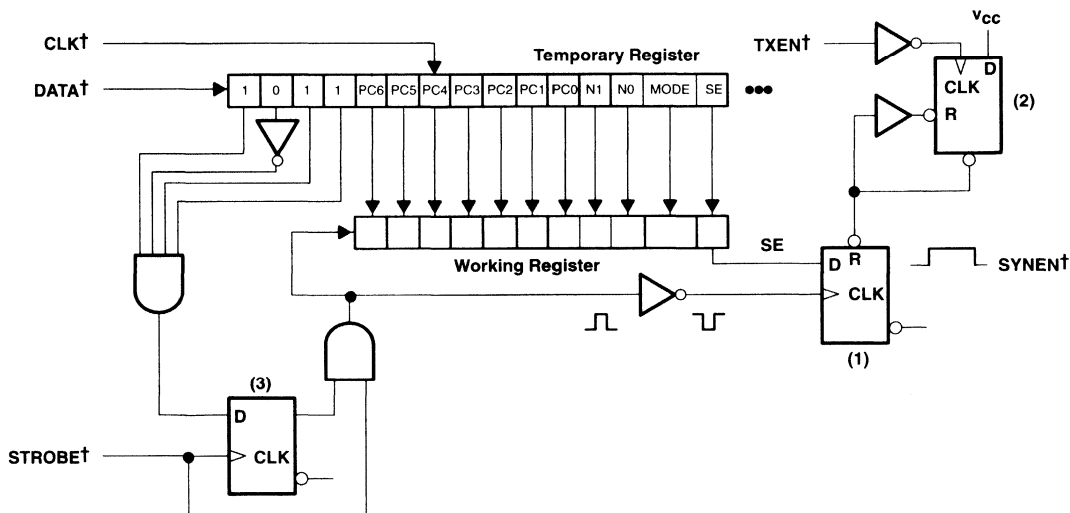 CLK†
Temporary Register
TXEN†
VCC
DATA†
1 0 1 1 PC6 PC5 PC4 PC3 PC2 PC1 PC0 N1 N0 MODE SE
D
CLK
(2)
R
Working Register
SE
D R
SYNEN†
CLK
(1)
(3)
D
STROBE†
CLK